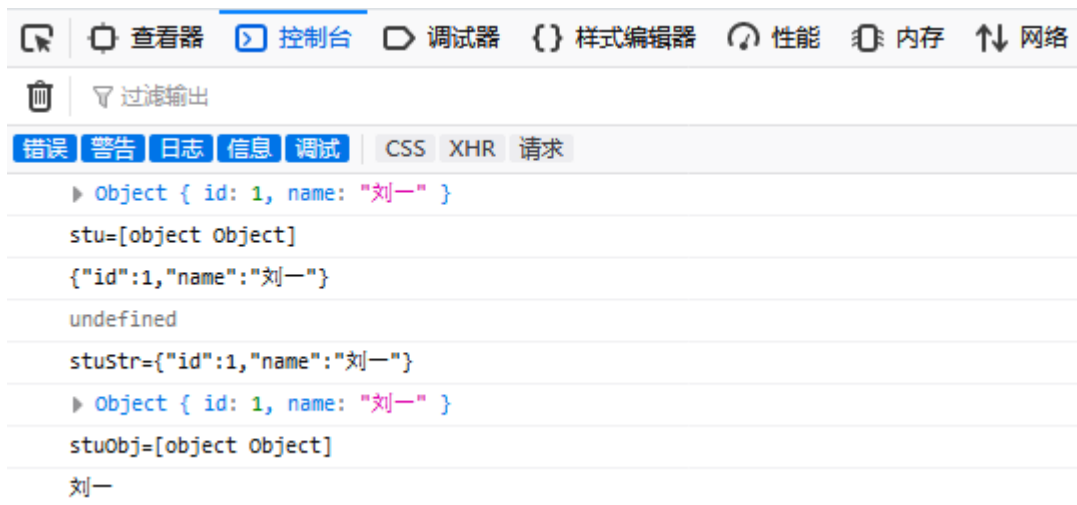 查看器 控制台 调试器 {} 样式编辑器 性能 内存 网络
过滤输出
错误 警告 日志 信息 调试 CSS XHR 请求
Object { id: 1, name: "刘一" }
stu=[object Object]
{"id":1,"name":"刘一"}
undefined
stuStr={"id":1,"name":"刘一"}
Object { id: 1, name: "刘一" }
stuObj=[object Object]
刘一